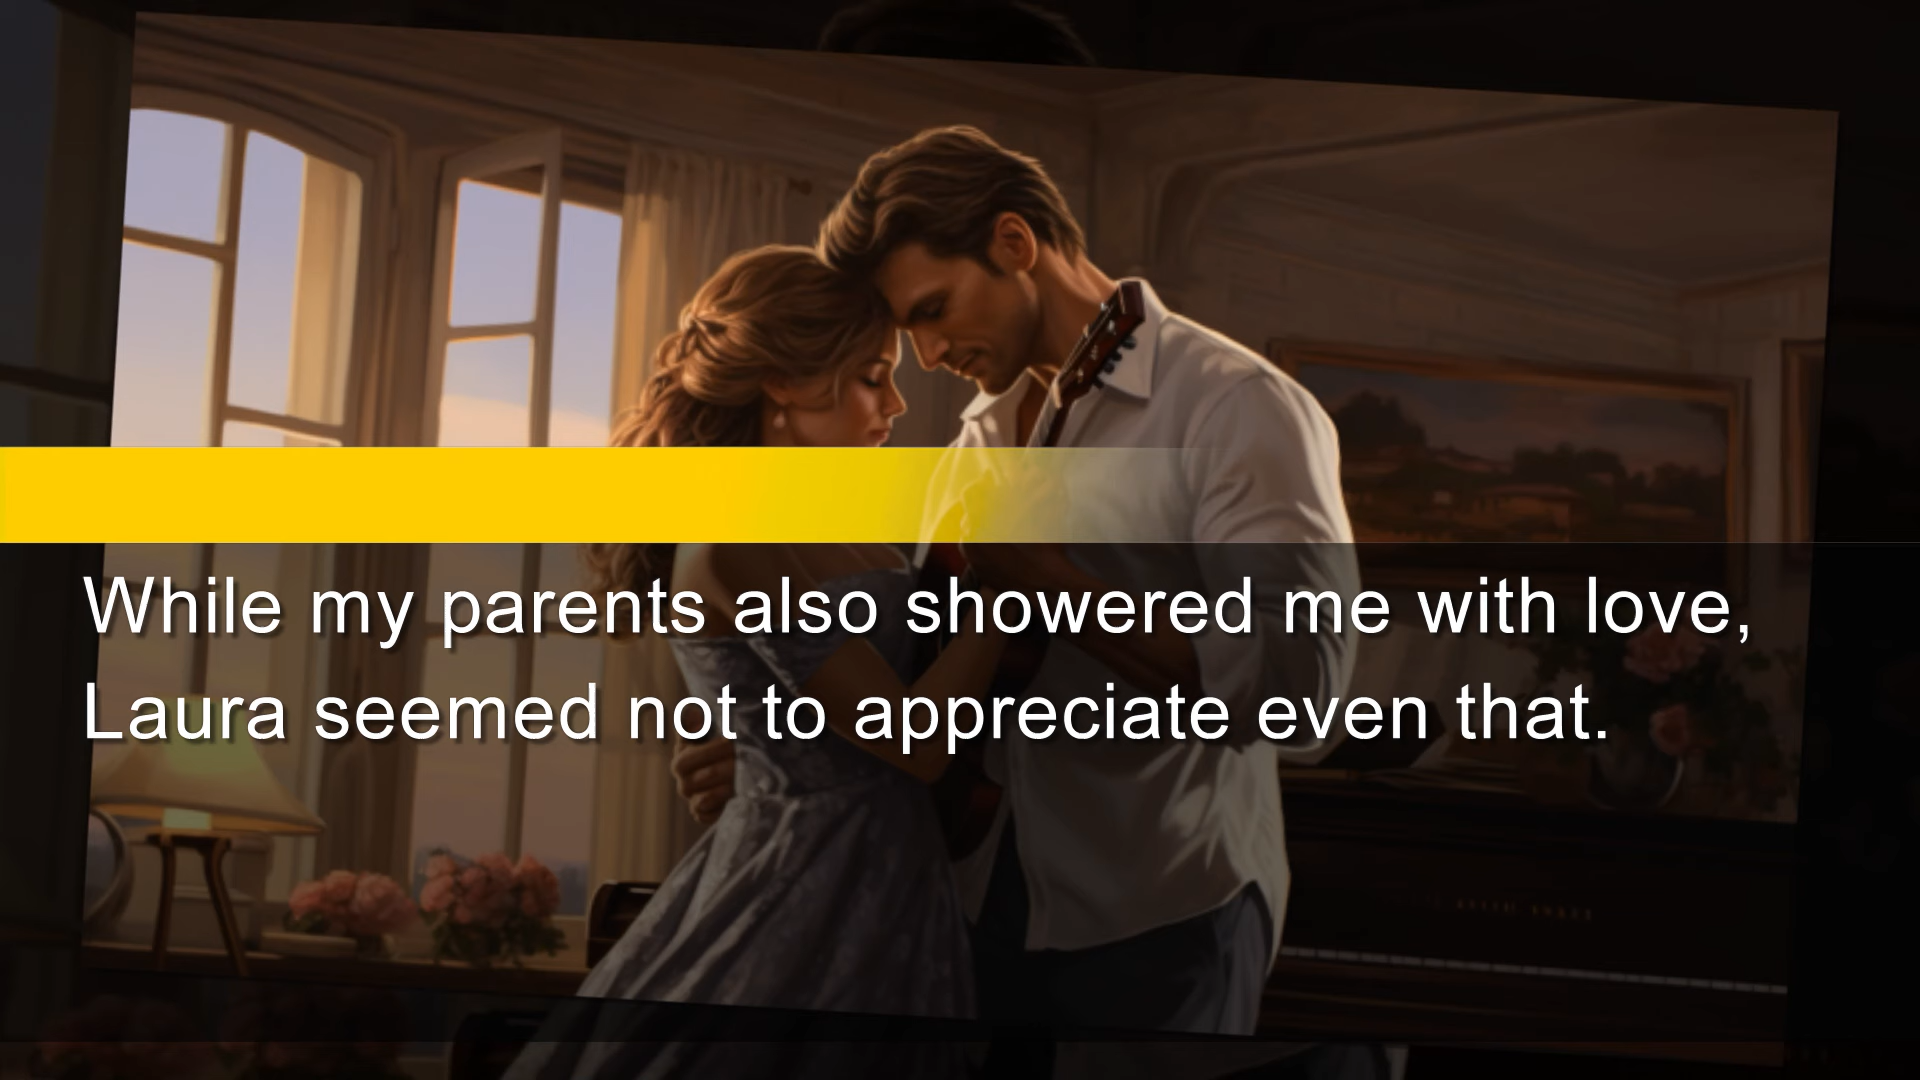 While my parents also showered me with love,
Laura seemed not to appreciate even that.